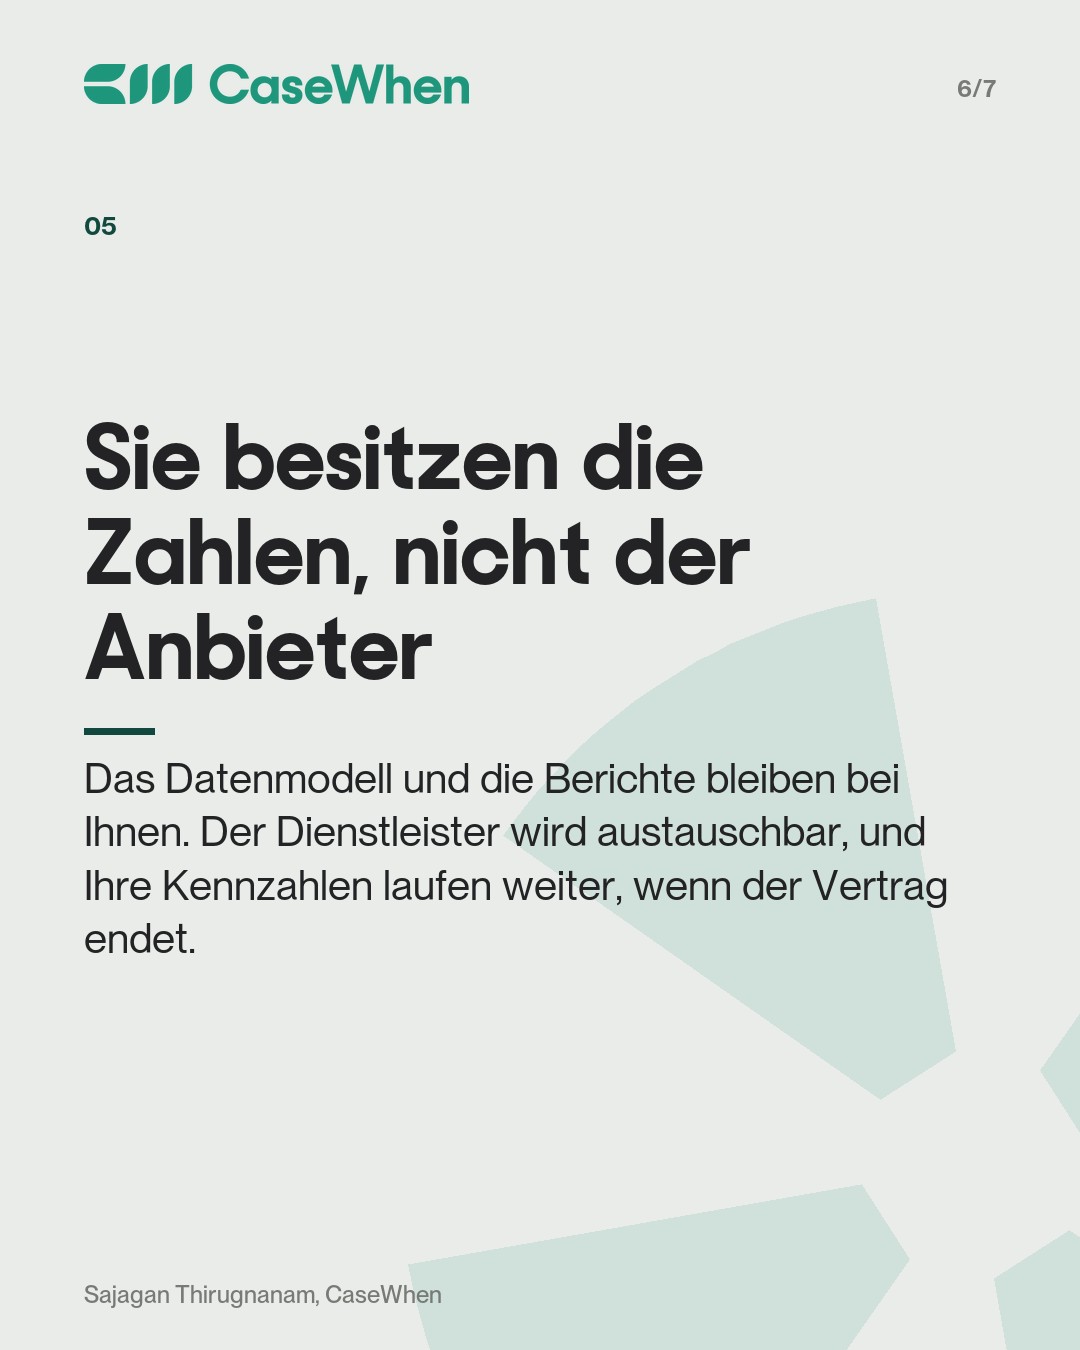 CaseWhen
6/7
05
Sie besitzen die
Zahlen, nicht der
Anbieter
Das Datenmodell und die Berichte bleiben bei
Ihnen. Der Dienstleister wird austauschbar, und
Ihre Kennzahlen laufen weiter, wenn der Vertrag
endet.
Sajagan Thirugnanam, CaseWhen